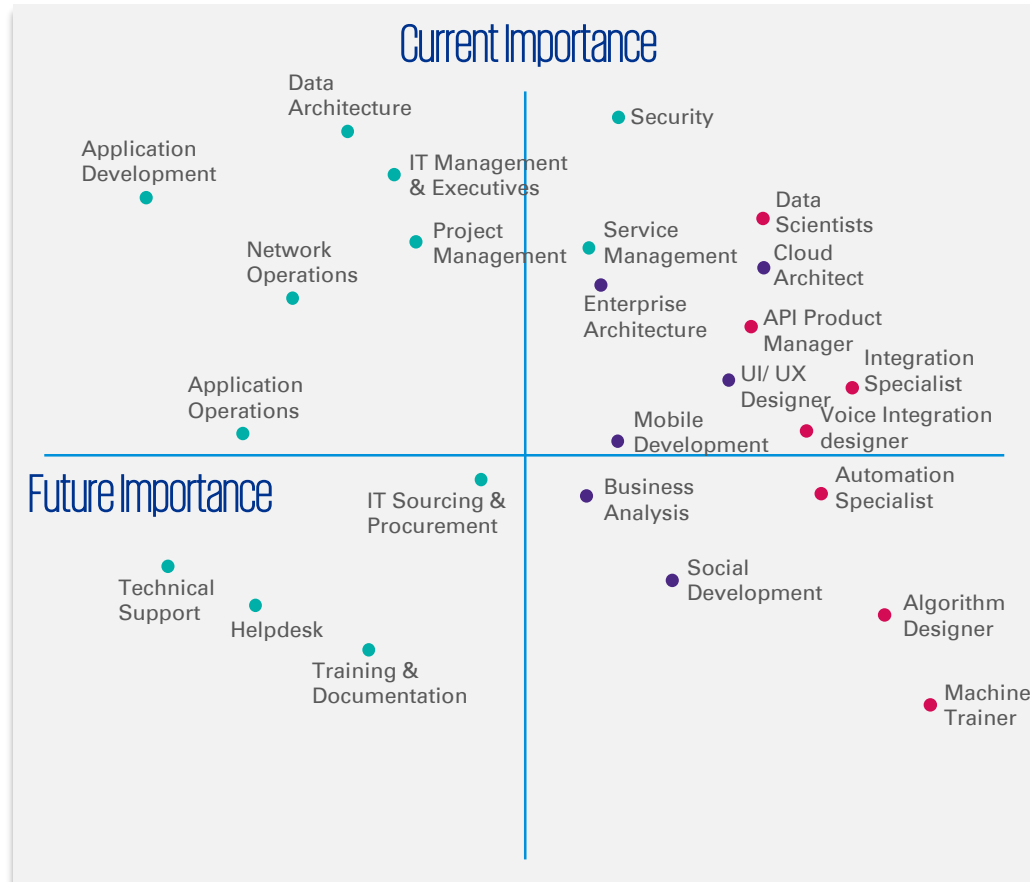 Current Importance
Data
Architecture
Security
Application
Development
IT Management
& Executives
Data
Scientists
Project
Management
Service
Management
Network
Operations
Cloud
Architect
Enterprise
Architecture
API Product
Manager
Integration
Specialist
UI/ UX
Designer
Application
Operations
Mobile
Development
Voice Integration
designer
Future Importance
IT Sourcing &
Procurement
Business
Analysis
Automation
Specialist
Technical
Support
Social
Development
Helpdesk
Algorithm
Designer
Training &
Documentation
Machine
Trainer